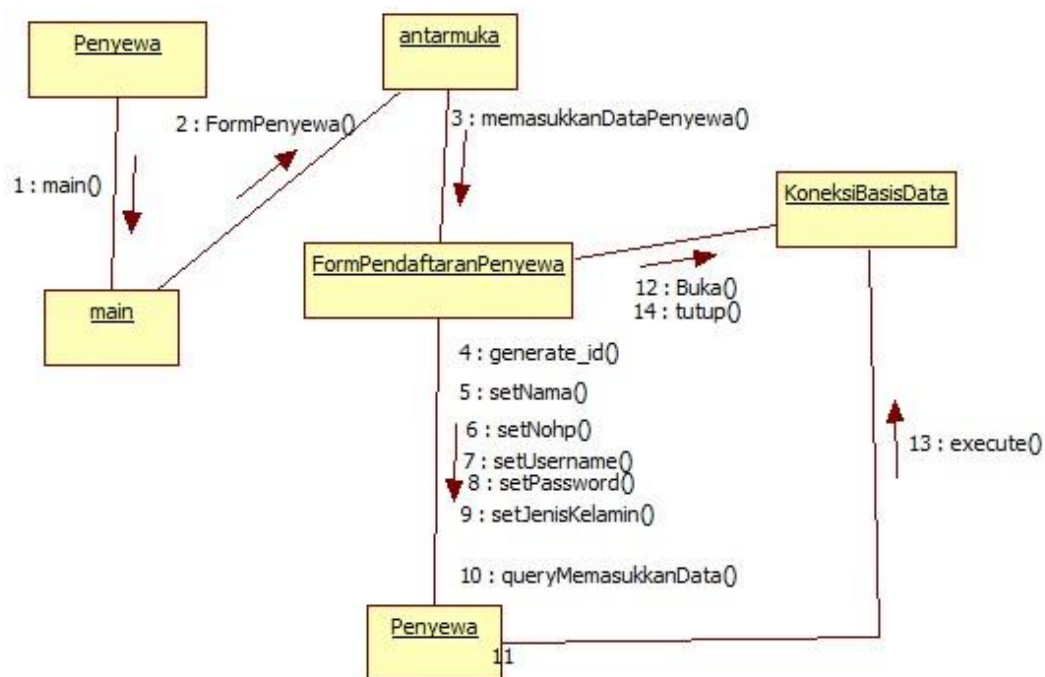 Penyewa
antarmuka
2 : FormPenyewa()
3 : memasukkanDataPenyewa()
1 : main()
KoneksiBasisData
FormPendaftaranPenyewa
main
12 : Buka()
14 : tutup()
4 : generate_id()
5 : setNama()
6 : setNohp()
7 : setUsername()
8 : setPassword()
9 : setJenisKelamin()
13 : execute()
10 : queryMemasukkanData()
Penyewa
11